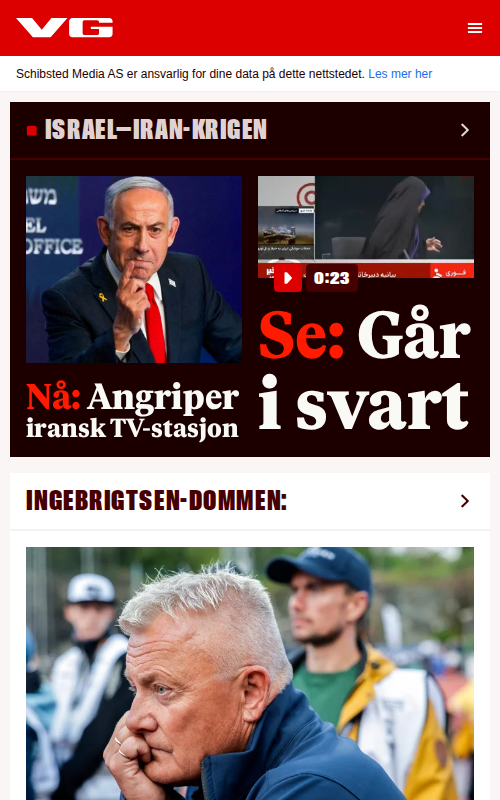 VG
Schibsted Media AS er ansvarlig for dine data på dette nettstedet. Les mer her
ISRAEL–IRAN-KRIGEN
משר
EL
OFFICE
فوری
0:23
Nå: Angriper
iransk TV-stasjon
Se: Går
i svart
INGEBRIGTSEN-DOMMEN: